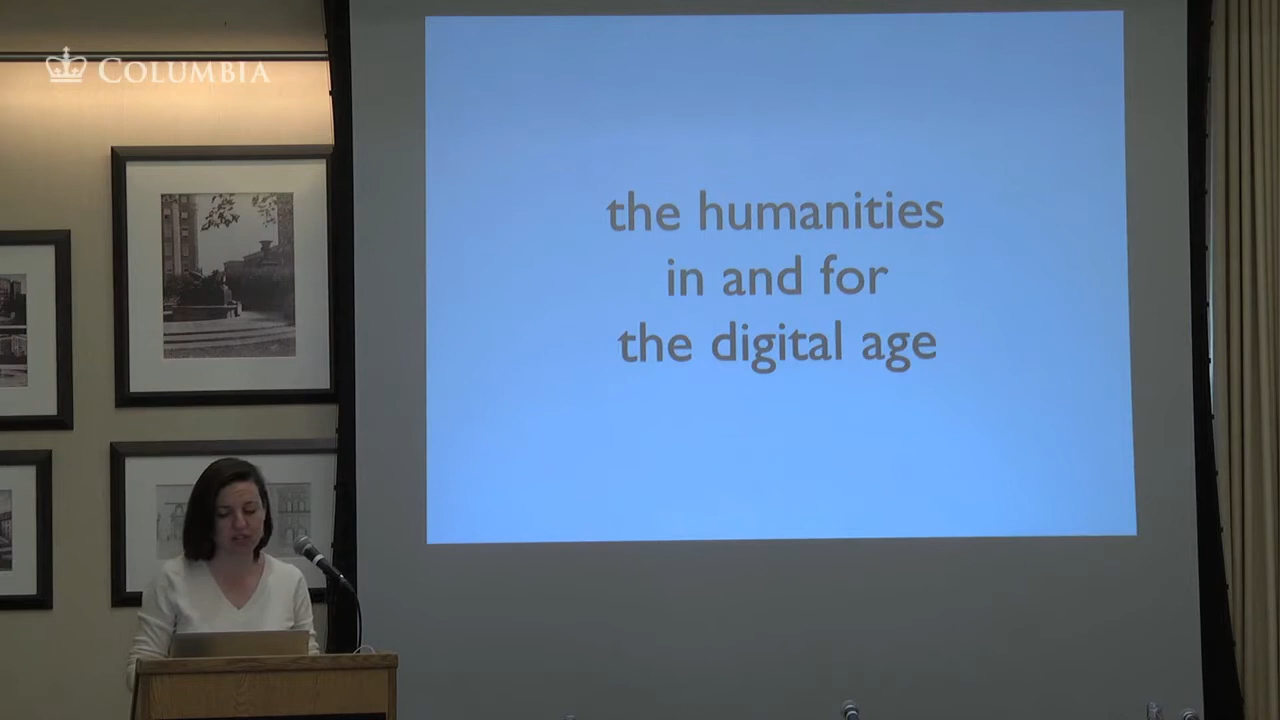 COLUMBIA
the humanities
in and for
the digital age